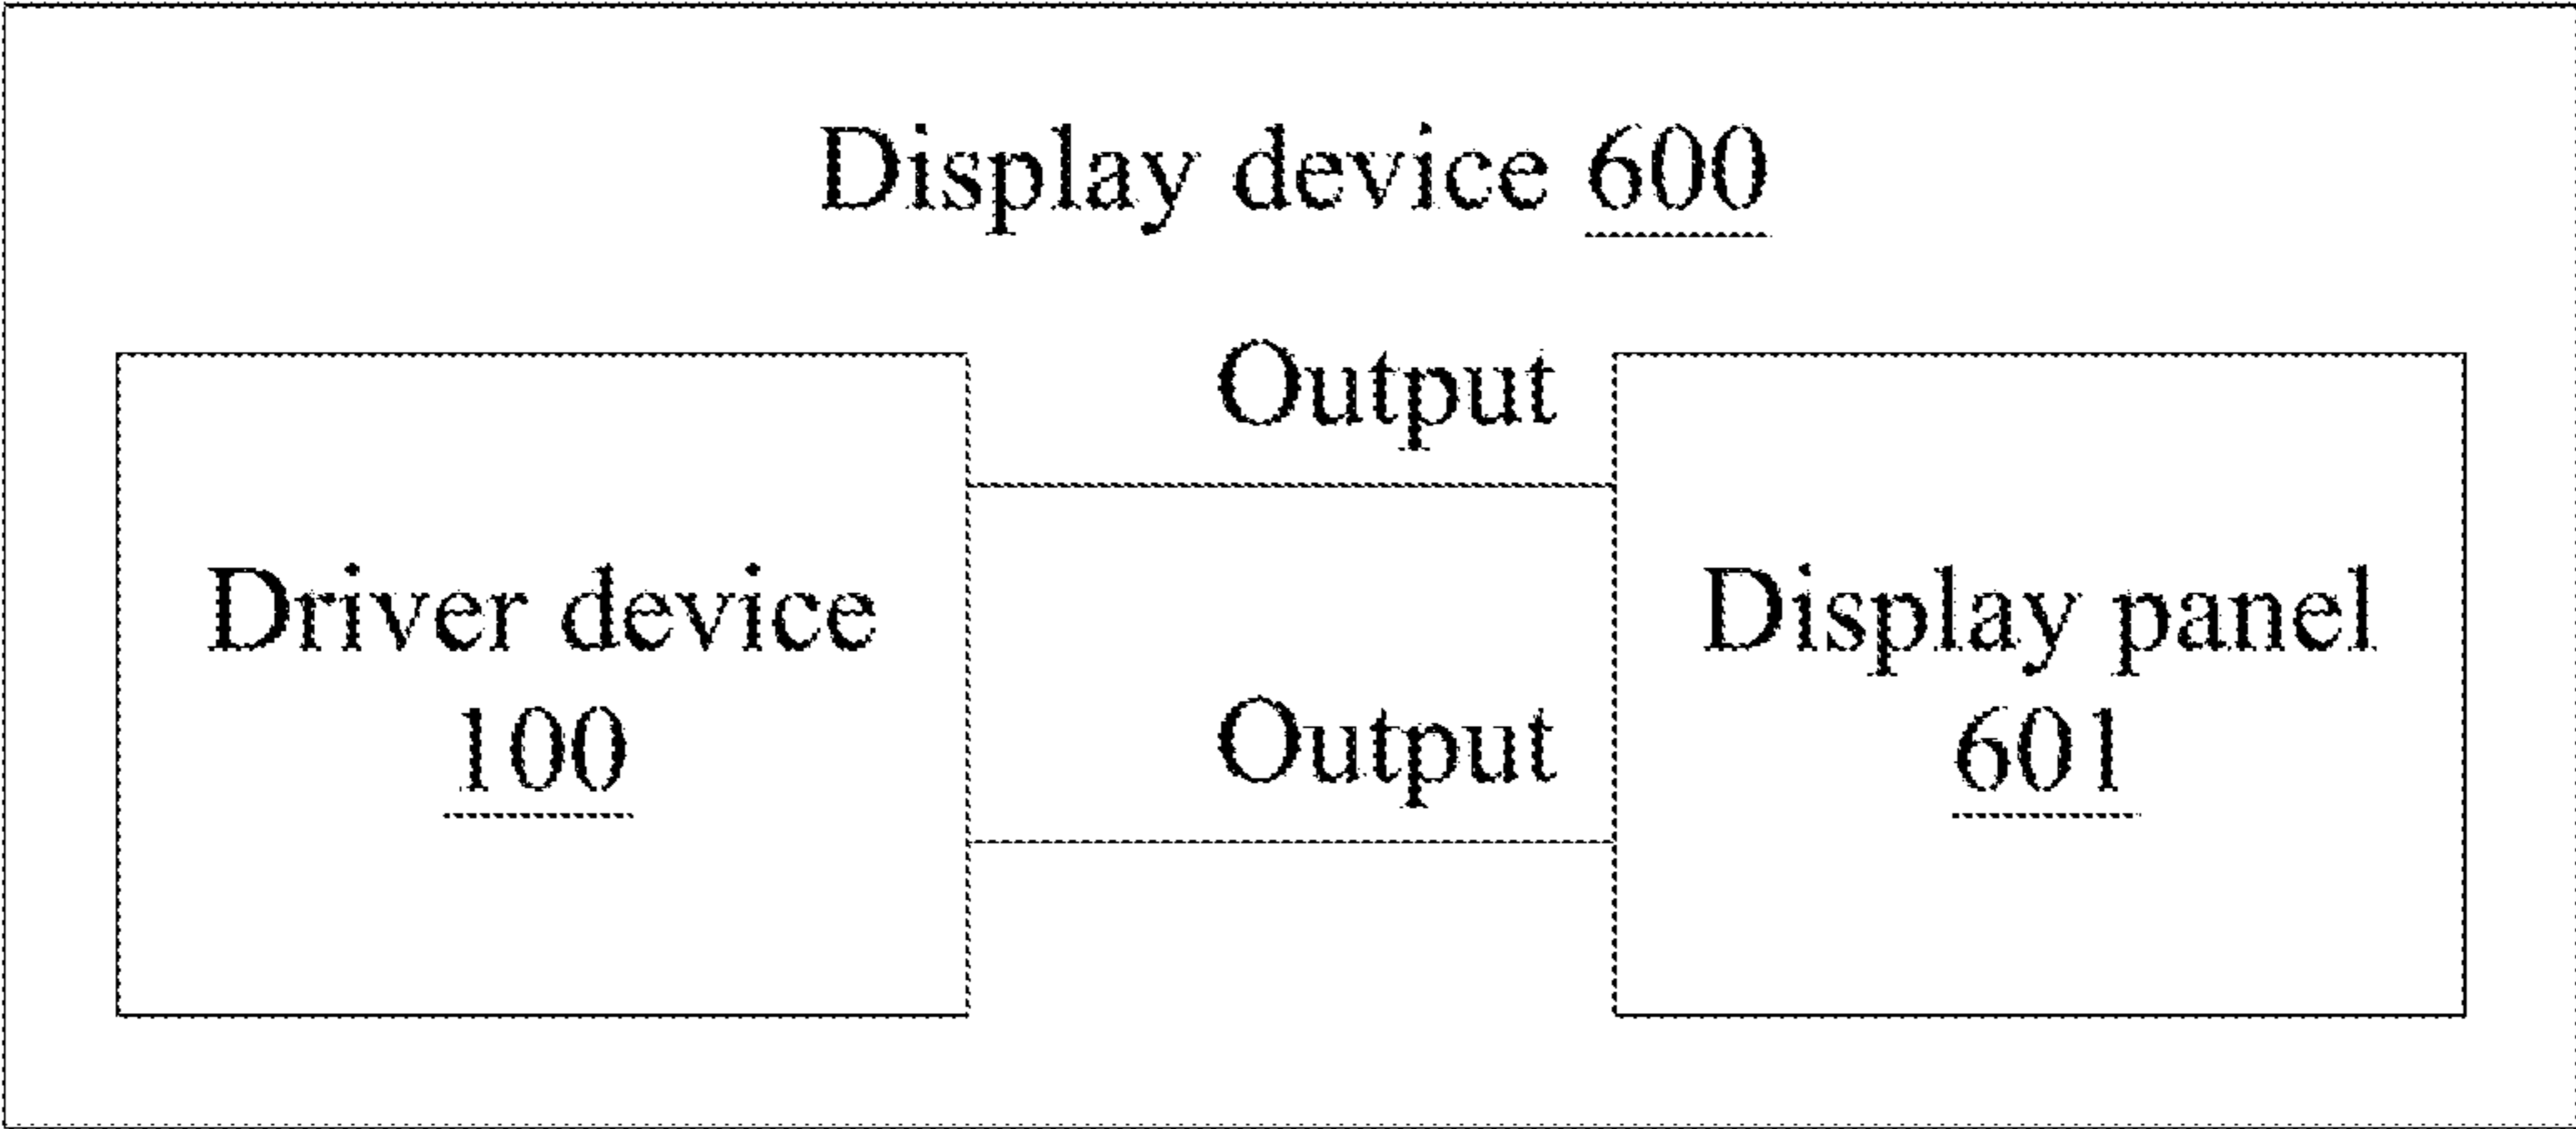 Display device 600
Output
Driver device
100
Output
Display panel
601